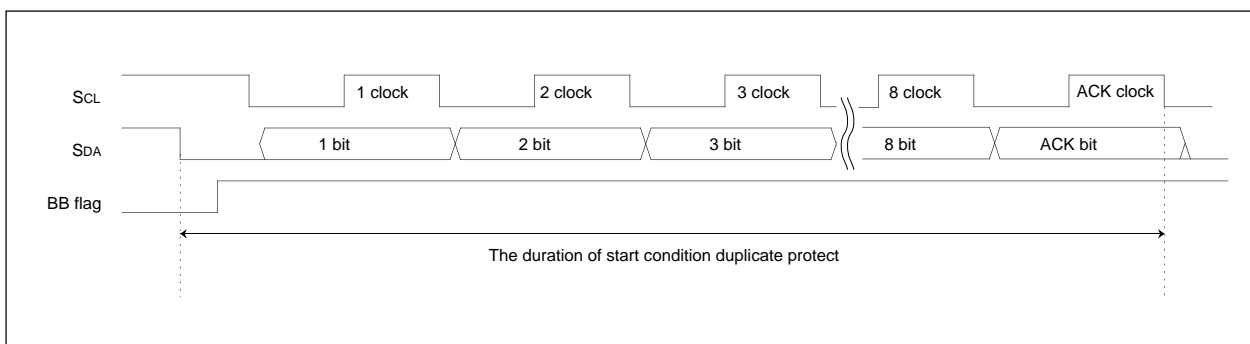 SCL 1 clock 2 clock 3 clock 8 clock ACK clock
SDA 1 bit 2 bit 3 bit 8 bit ACK bit
BB flag
The duration of start condition duplicate protect